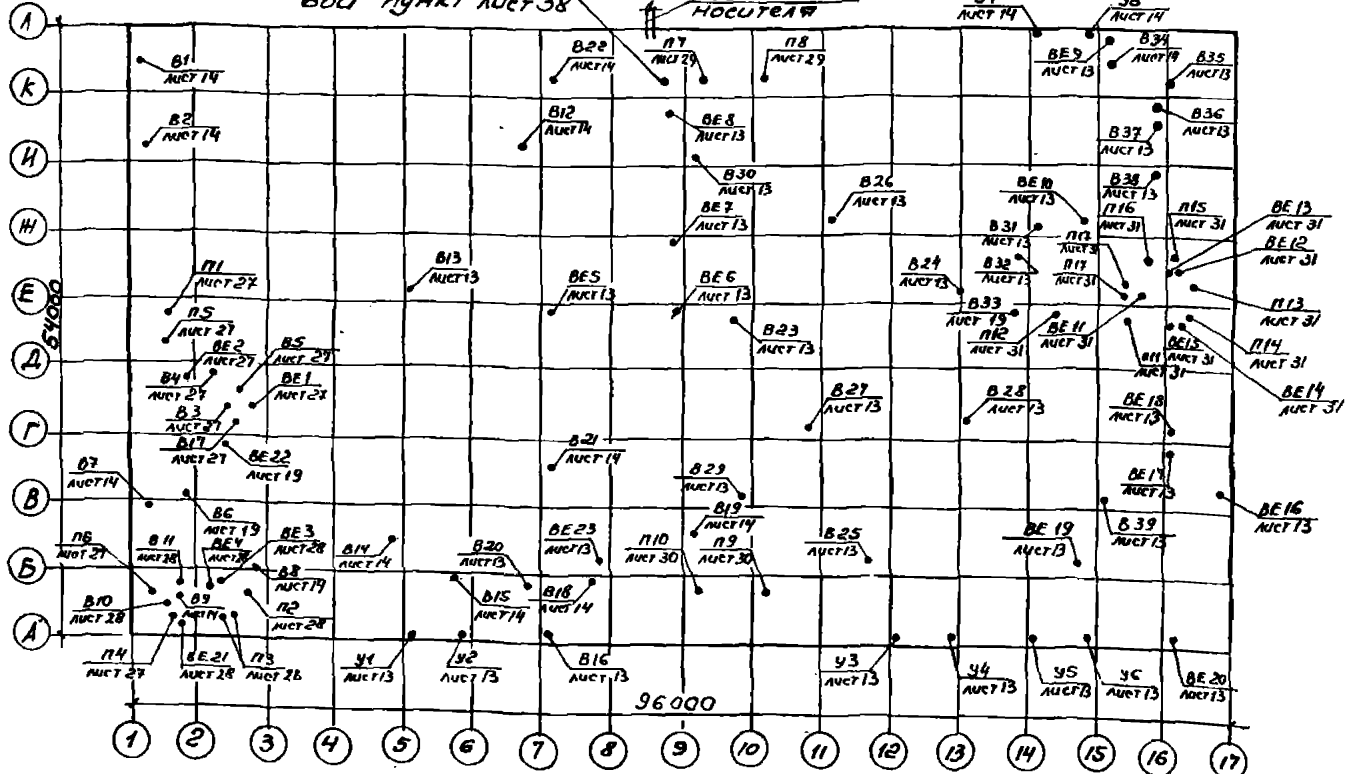 вой пункт лист 38
носителя
лист 14
лист 14
Л
В1
лист 14
В22
лист 14
П7
лист 29
П8
лист 29
ВЕ9
лист 13
В34
лист 14
В35
лист 13
К
В2
лист 14
В12
лист 14
ВЕ8
лист 13
В36
лист 13
В37
лист 13
И
В30
лист 13
В26
лист 13
ВЕ10
лист 13
В38
лист 13
П16
лист 31
П15
лист 31
ВЕ13
лист 31
Ж
ВЕ7
лист 13
В31
лист 13
П17
лист 31
ВЕ12
лист 31
П1
лист 27
В13
лист 13
ВЕ5
лист 13
ВЕ6
лист 13
В24
лист 13
В32
лист 13
П17
лист 31
Е
54000
П5
лист 27
В23
лист 13
В33
лист 19
П12
лист 31
ВЕ11
лист 31
П13
лист 31
ВЕ2
лист 27
В5
лист 27
П11
лист 31
ВЕ15
лист 31
П14
лист 31
Д
В4
лист 27
ВЕ1
лист 27
В27
лист 13
В28
лист 13
ВЕ18
лист 13
ВЕ14
лист 31
В3
лист 27
Г
В17
лист 27
ВЕ22
лист 19
В21
лист 14
В7
лист 14
В29
лист 13
ВЕ17
лист 13
В
В6
лист 19
В19
лист 14
В39
лист 13
ВЕ16
лист 13
П6
лист 27
В11
лист 28
ВЕ4
ВЕ3
лист 28
В14
лист 14
В20
лист 13
ВЕ23
лист 13
П10
лист 30
П9
лист 30
В25
лист 13
ВЕ19
лист 13
Б
В8
лист 19
В10
лист 28
В9
П2
лист 28
В15
лист 14
В18
лист 14
А
П4
лист 27
ВЕ21
лист 28
П3
лист 28
У1
лист 13
У2
лист 13
В16
лист 13
У3
лист 13
У4
лист 13
У5
лист 13
У6
лист 13
ВЕ20
лист 13
96000
1 2 3 4 5 6 7 8 9 10 11 12 13 14 15 16 17